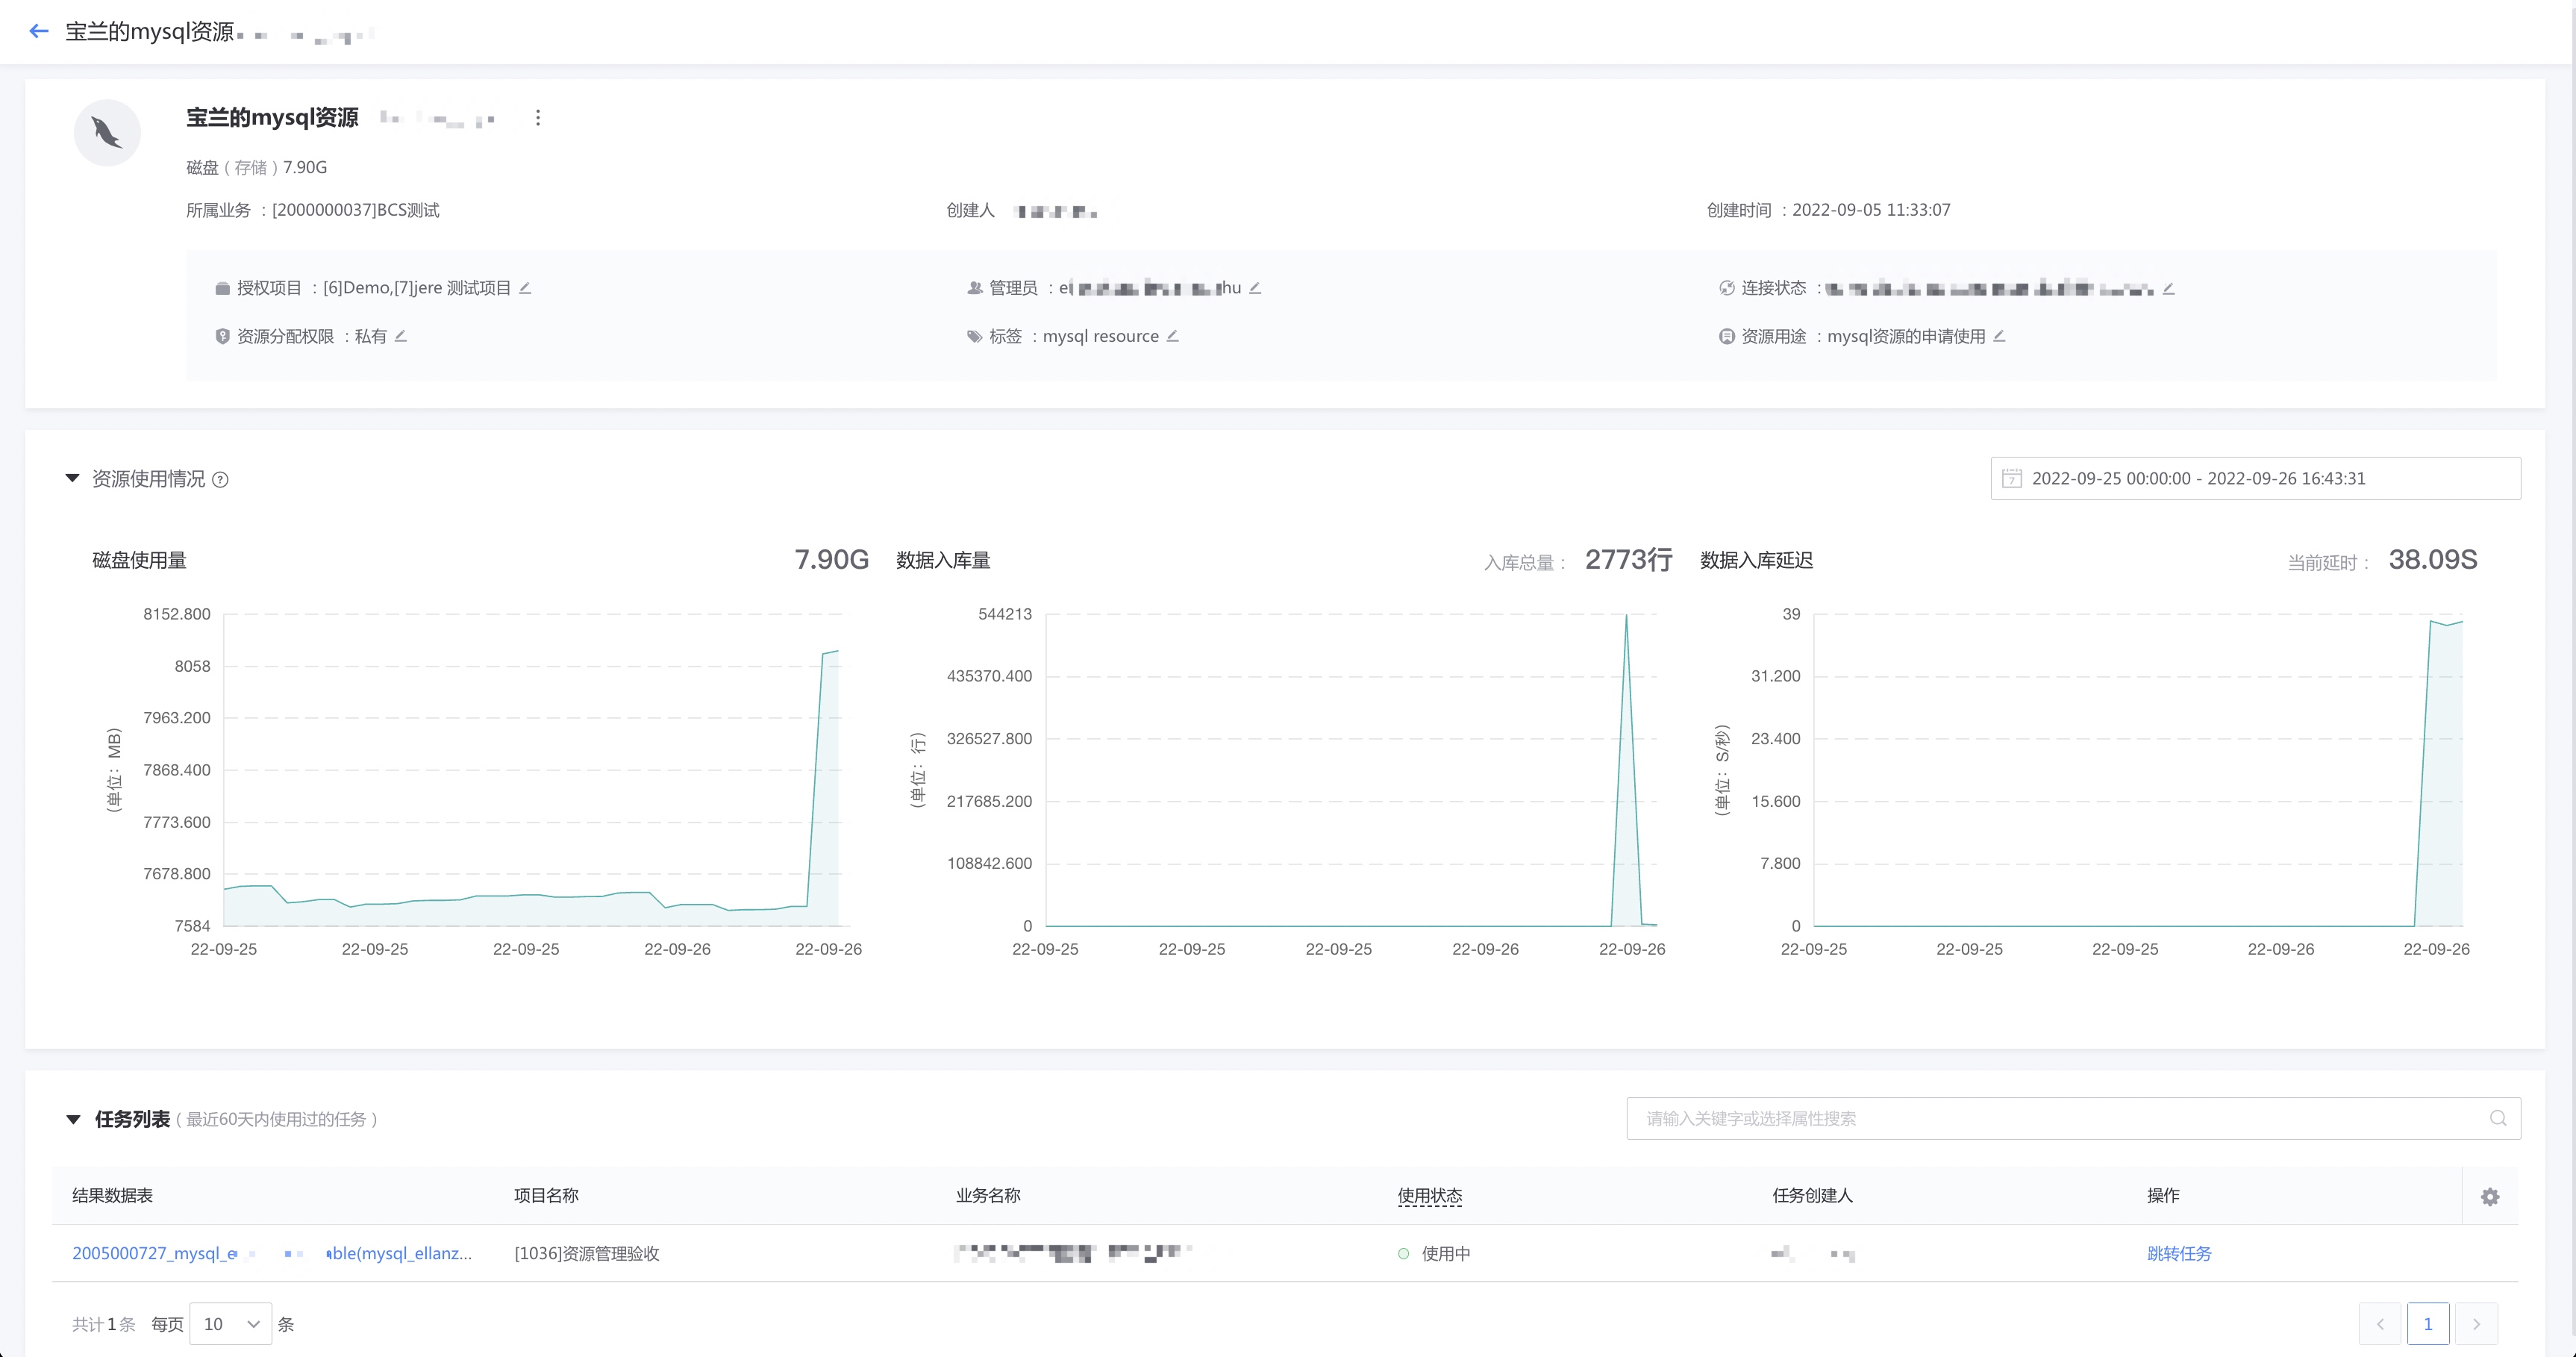 宝兰的mysql资源
宝兰的mysql资源
磁盘（存储）7.90G
所属业务 ：[2000000037]BCS测试
创建人
创建时间 ：2022-09-05 11:33:07
授权项目 ：[6]Demo,[7]jere 测试项目
管理员 ：
连接状态 ：
资源分配权限 ：私有
标签 ：mysql resource
资源用途 ：mysql资源的申请使用
资源使用情况
2022-09-25 00:00:00 - 2022-09-26 16:43:31
磁盘使用量 7.90G
(单位：MB)
8152.800
8058
7963.200
7868.400
7773.600
7678.800
7584
22-09-25 22-09-25 22-09-25 22-09-26 22-09-26
数据入库量 入库总量： 2773行
(单位：行)
544213
435370.400
326527.800
217685.200
108842.600
0
22-09-25 22-09-25 22-09-25 22-09-26 22-09-26
数据入库延迟 当前延时： 38.09S
(单位：S/秒)
39
31.200
23.400
15.600
7.800
0
22-09-25 22-09-25 22-09-25 22-09-26 22-09-26
任务列表（最近60天内使用过的任务）
请输入关键字或选择属性搜索
结果数据表 项目名称 业务名称 使用状态 任务创建人 操作
2005000727_mysql_e ble(mysql_ellanz... [1036]资源管理验收 使用中 跳转任务
共计1条 每页 10 条
1